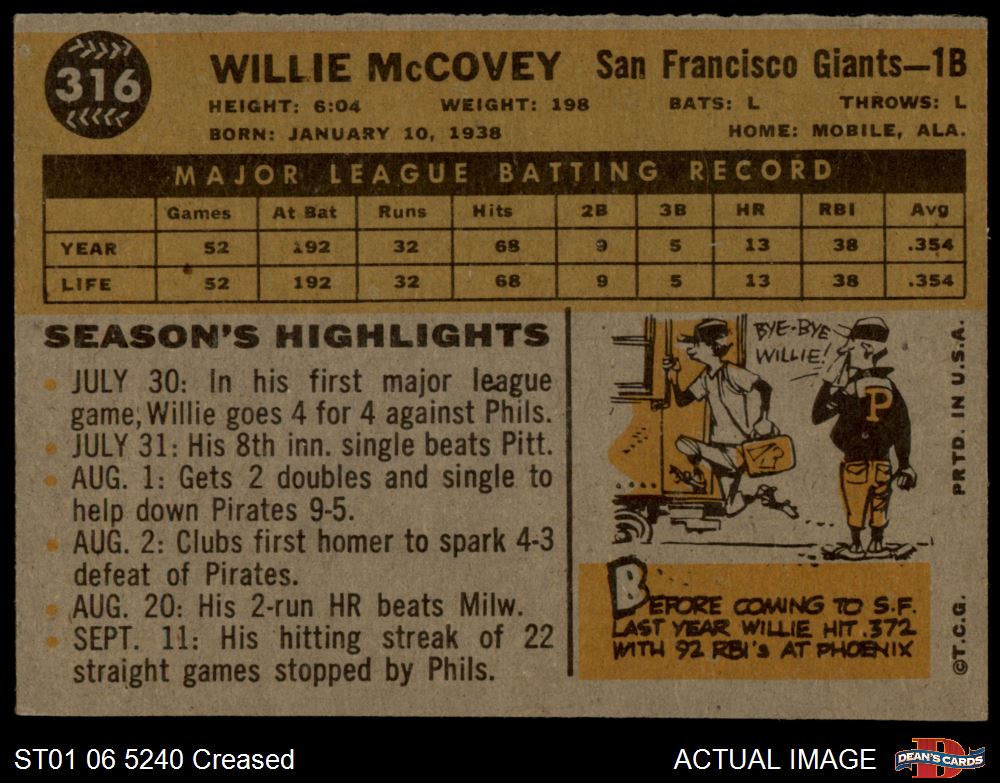 316
WILLIE McCOVEY San Francisco Giants—1B
HEIGHT: 6:04 WEIGHT: 198 BATS: L THROWS: L
BORN: JANUARY 10, 1938 HOME: MOBILE, ALA.
MAJOR LEAGUE BATTING RECORD
Games At Bat Runs Hits 2B 3B HR RBI Avg
YEAR 52 192 32 68 9 5 13 38 .354
LIFE 52 192 32 68 9 5 13 38 .354
SEASON'S HIGHLIGHTS
• JULY 30: In his first major league
game, Willie goes 4 for 4 against Phils.
• JULY 31: His 8th inn. single beats Pitt.
• AUG. 1: Gets 2 doubles and single to
help down Pirates 9-5.
• AUG. 2: Clubs first homer to spark 4-3
defeat of Pirates.
• AUG. 20: His 2-run HR beats Milw.
• SEPT. 11: His hitting streak of 22
straight games stopped by Phils.
BYE-BYE
WILLIE!
P
BEFORE COMING TO S.F.
LAST YEAR WILLIE HIT .372
WITH 92 RBI's AT PHOENIX
©T.C.G. PRTD. IN U.S.A.
ST01 06 5240 Creased
ACTUAL IMAGE
DEAN'S CARDS